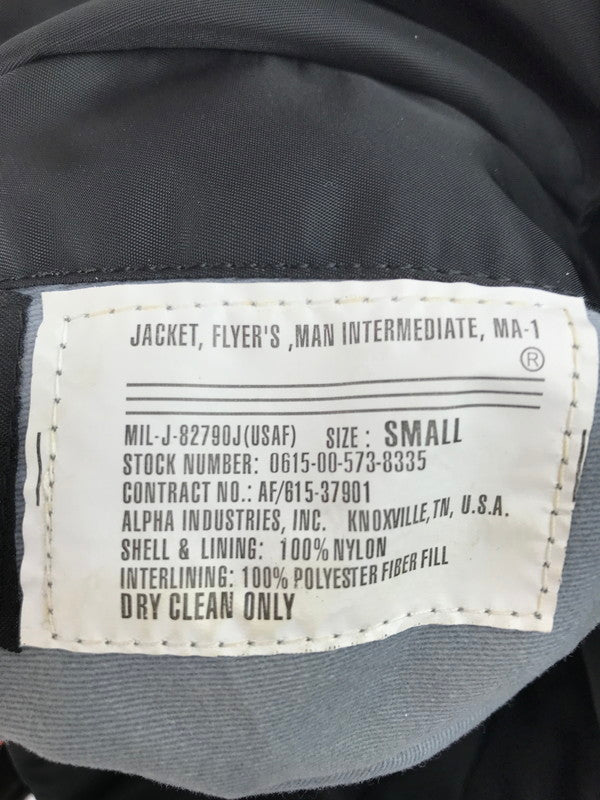 JACKET, FLYER'S ,MAN INTERMEDIATE, MA-1
®
MIL-J-82790J(USAF) SIZE : SMALL
STOCK NUMBER: 0615-00-573-8335
CONTRACT NO.: AF/615-37901
ALPHA INDUSTRIES, INC. KNOXVILLE,TN, U.S.A.
SHELL & LINING: 100%NYLON
INTERLINING: 100% POLYESTER FIBER FILL
DRY CLEAN ONLY